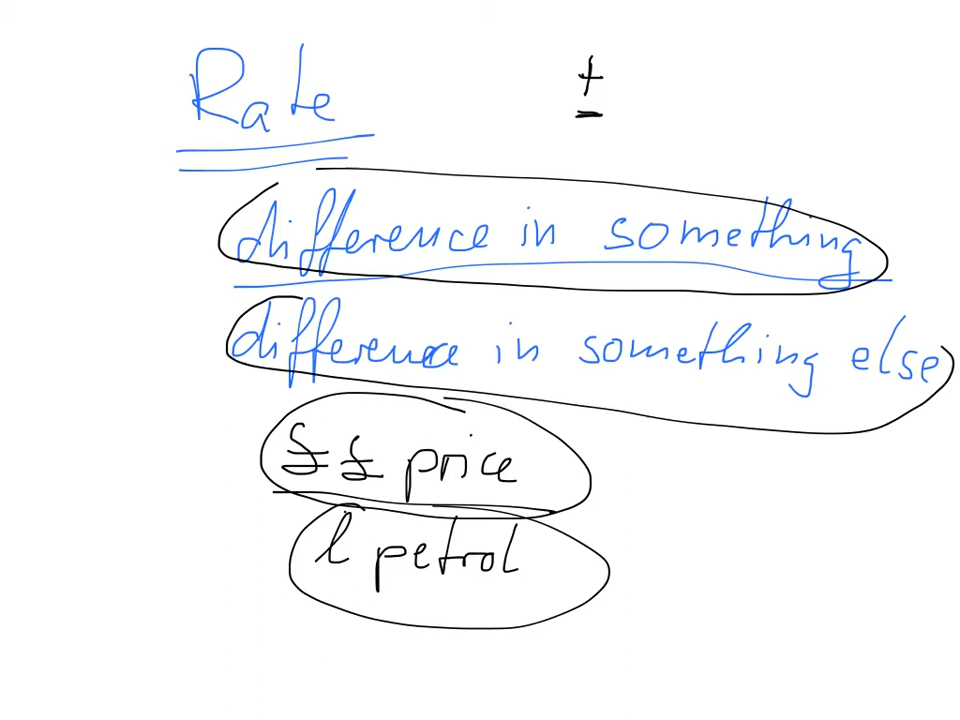 Rate
±
difference in something
difference in something else
££ price
l petrol